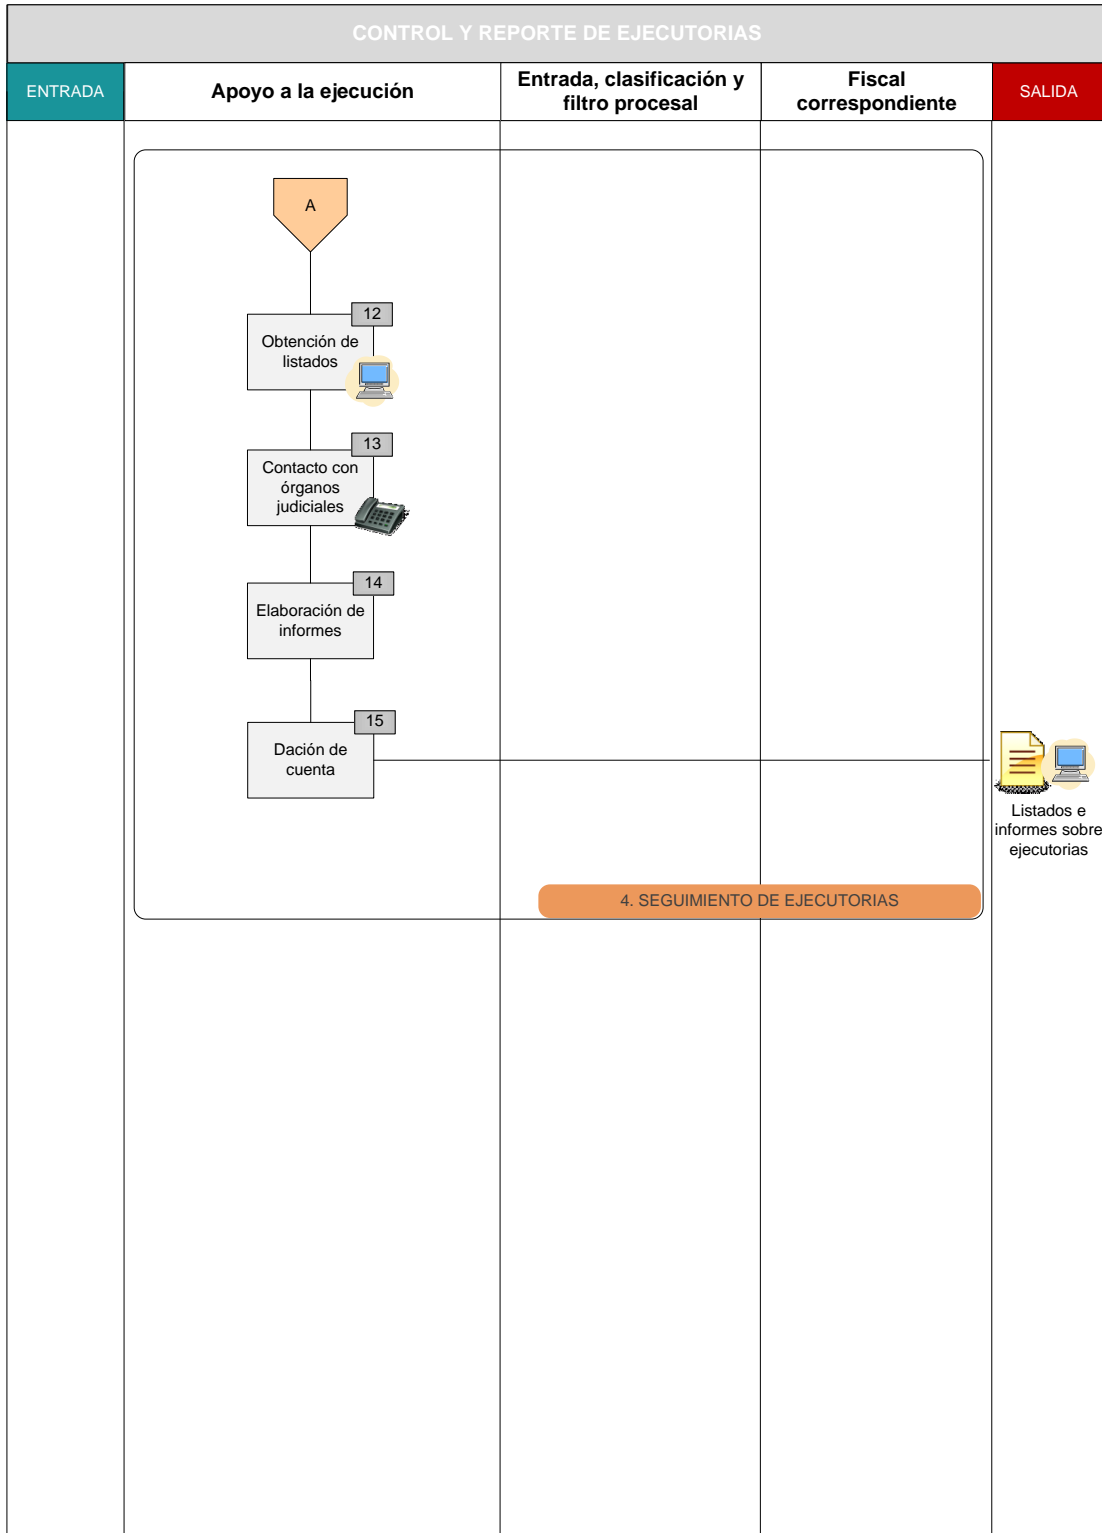 CONTROL Y REPORTE DE EJECUTORIAS
ENTRADA
Apoyo a la ejecución
Entrada, clasificación y
filtro procesal
Fiscal
correspondiente
SALIDA
A
12
Obtención de
listados
13
Contacto con
órganos
judiciales
14
Elaboración de
informes
15
Dación de
cuenta
Listados e
informes sobre
ejecutorias
4. SEGUIMIENTO DE EJECUTORIAS